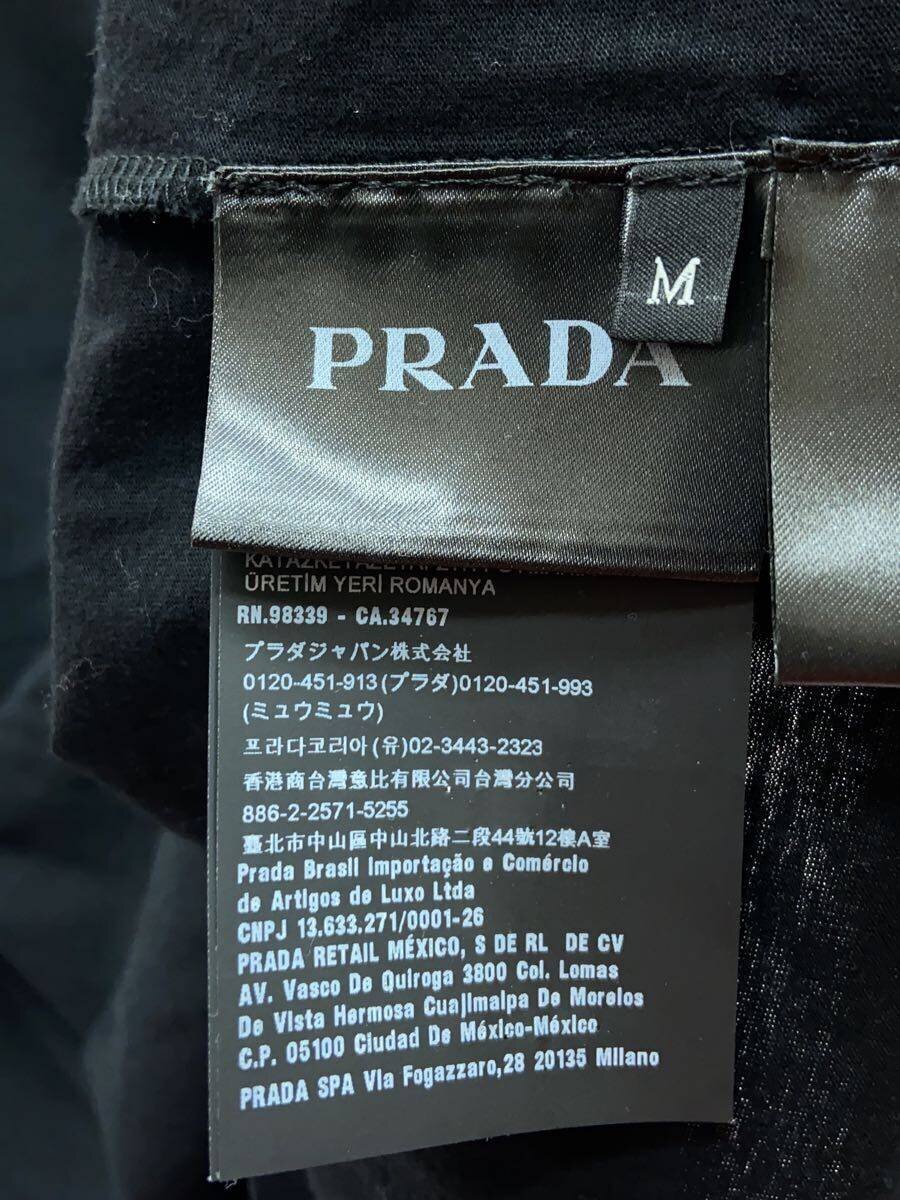 M
PRADA
ÜRETİM YERİ ROMANYA
RN.98339 - CA.34767
プラダジャパン株式会社
0120-451-913(プラダ)0120-451-993
(ミュウミュウ)
프라다코리아(유)02-3443-2323
香港商台灣意比有限公司台灣分公司
886-2-2571-5255
臺北市中山區中山北路二段44號12樓A室
Prada Brasil Importação e Comércio
de Artigos de Luxo Ltda
CNPJ 13.633.271/0001-26
PRADA RETAIL MÉXICO, S DE RL DE CV
AV. Vasco De Quiroga 3800 Col. Lomas
De Vista Hermosa Cuajimalpa De Morelos
C.P. 05100 Ciudad De México-México
PRADA SPA Via Fogazzaro,28 20135 Milano